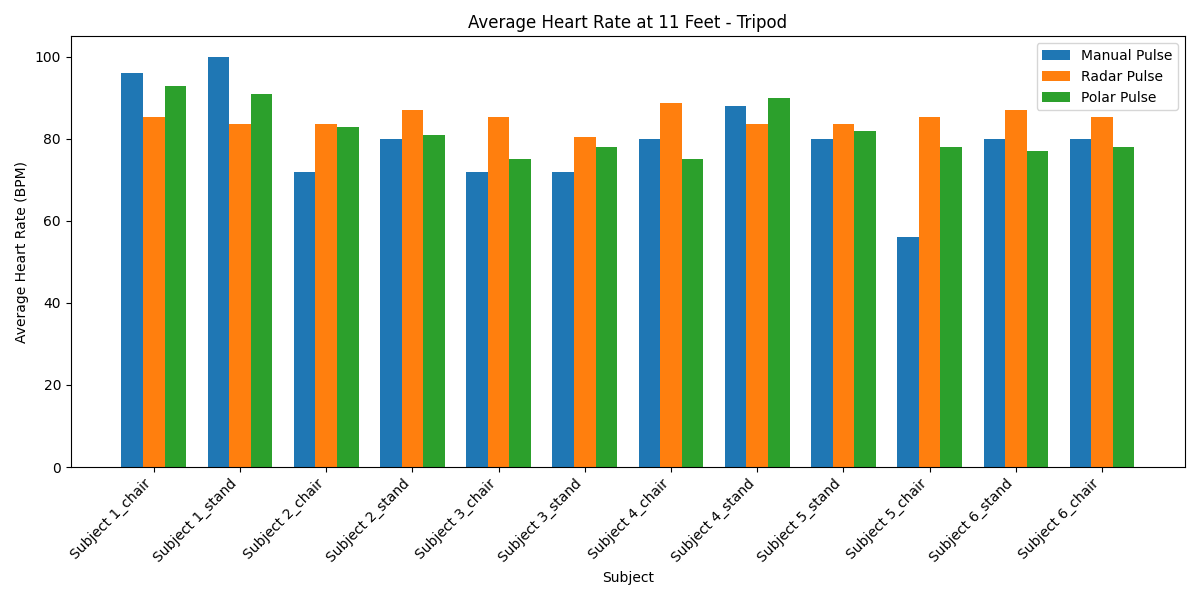 Average Heart Rate at 11 Feet - Tripod
Manual Pulse
Radar Pulse
Polar Pulse
Average Heart Rate (BPM)
100
80
60
40
20
0
Subject 1_chair
Subject 1_stand
Subject 2_chair
Subject 2_stand
Subject 3_chair
Subject 3_stand
Subject 4_chair
Subject 4_stand
Subject 5_stand
Subject 5_chair
Subject 6_stand
Subject 6_chair
Subject